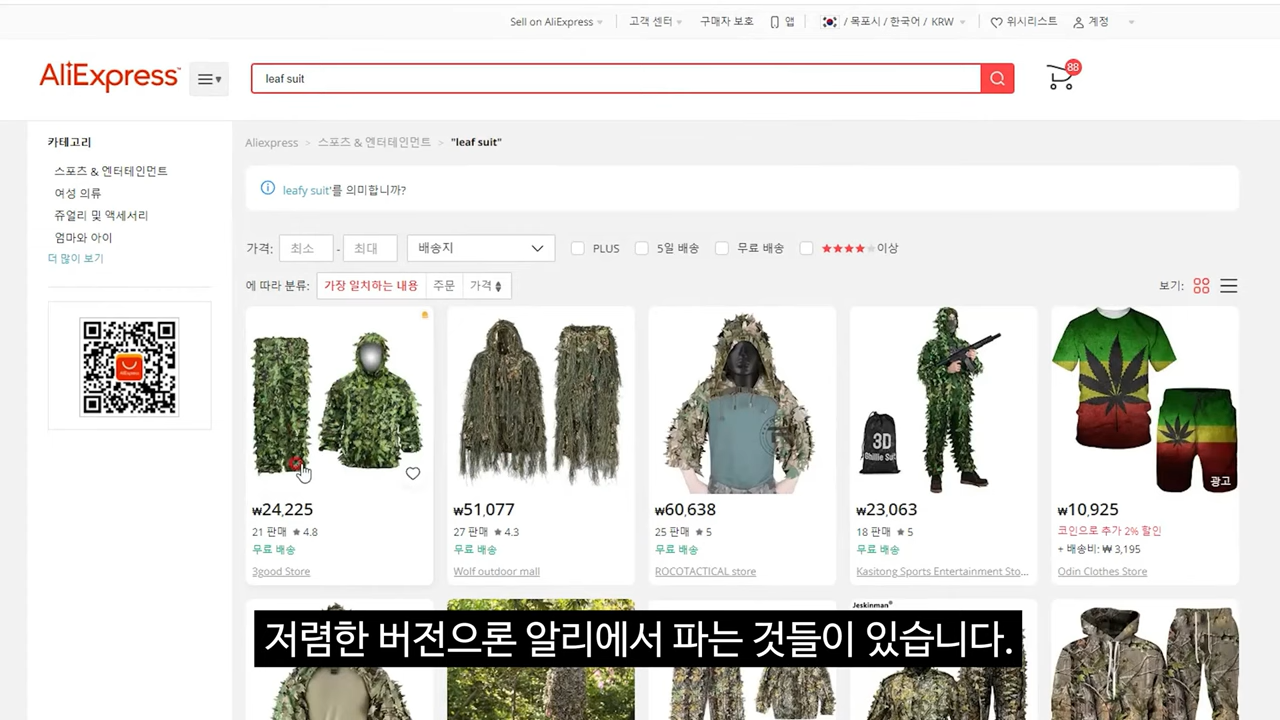 Sell on AliExpress
고객 센터
구매자 보호
앱
/ 목포시 / 한국어 / KRW
위시리스트
계정
AliExpress
leaf suit
88
카테고리
스포츠 & 엔터테인먼트
여성 의류
쥬얼리 및 액세서리
엄마와 아이
더 많이 보기
Aliexpress > 스포츠 & 엔터테인먼트 > "leaf suit"
leafy suit'를 의미합니까?
가격: 최소 - 최대 배송지 PLUS 5일 배송 무료 배송 이상
에 따라 분류: 가장 일치하는 내용 주문 가격
보기:
3D
Ghillie Suit
광고
₩24,225
21 판매 ★ 4.8
무료 배송
3good Store
₩51,077
27 판매 ★ 4.3
무료 배송
Wolf outdoor mall
₩60,638
25 판매 ★ 5
무료 배송
ROCOTACTICAL store
₩23,063
18 판매 ★ 5
무료 배송
Kasitong Sports Entertainment Sto...
₩10,925
코인으로 추가 2% 할인
+ 배송비: ₩ 3,195
Odin Clothes Store
Jeskinman®
저렴한 버전으론 알리에서 파는 것들이 있습니다.